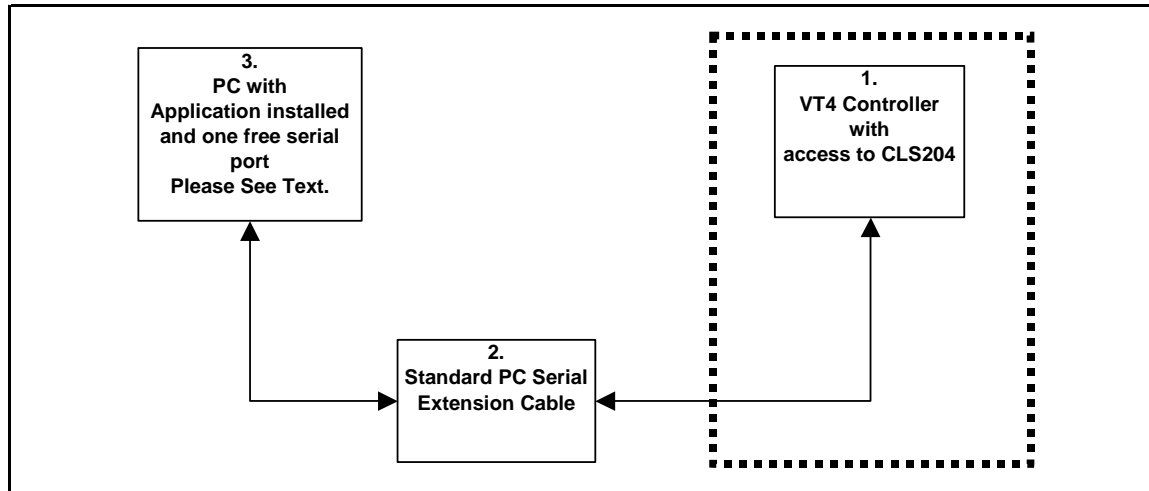 3.
PC with
Application installed
and one free serial
port
Please See Text.
1.
VT4 Controller
with
access to CLS204
2.
Standard PC Serial
Extension Cable